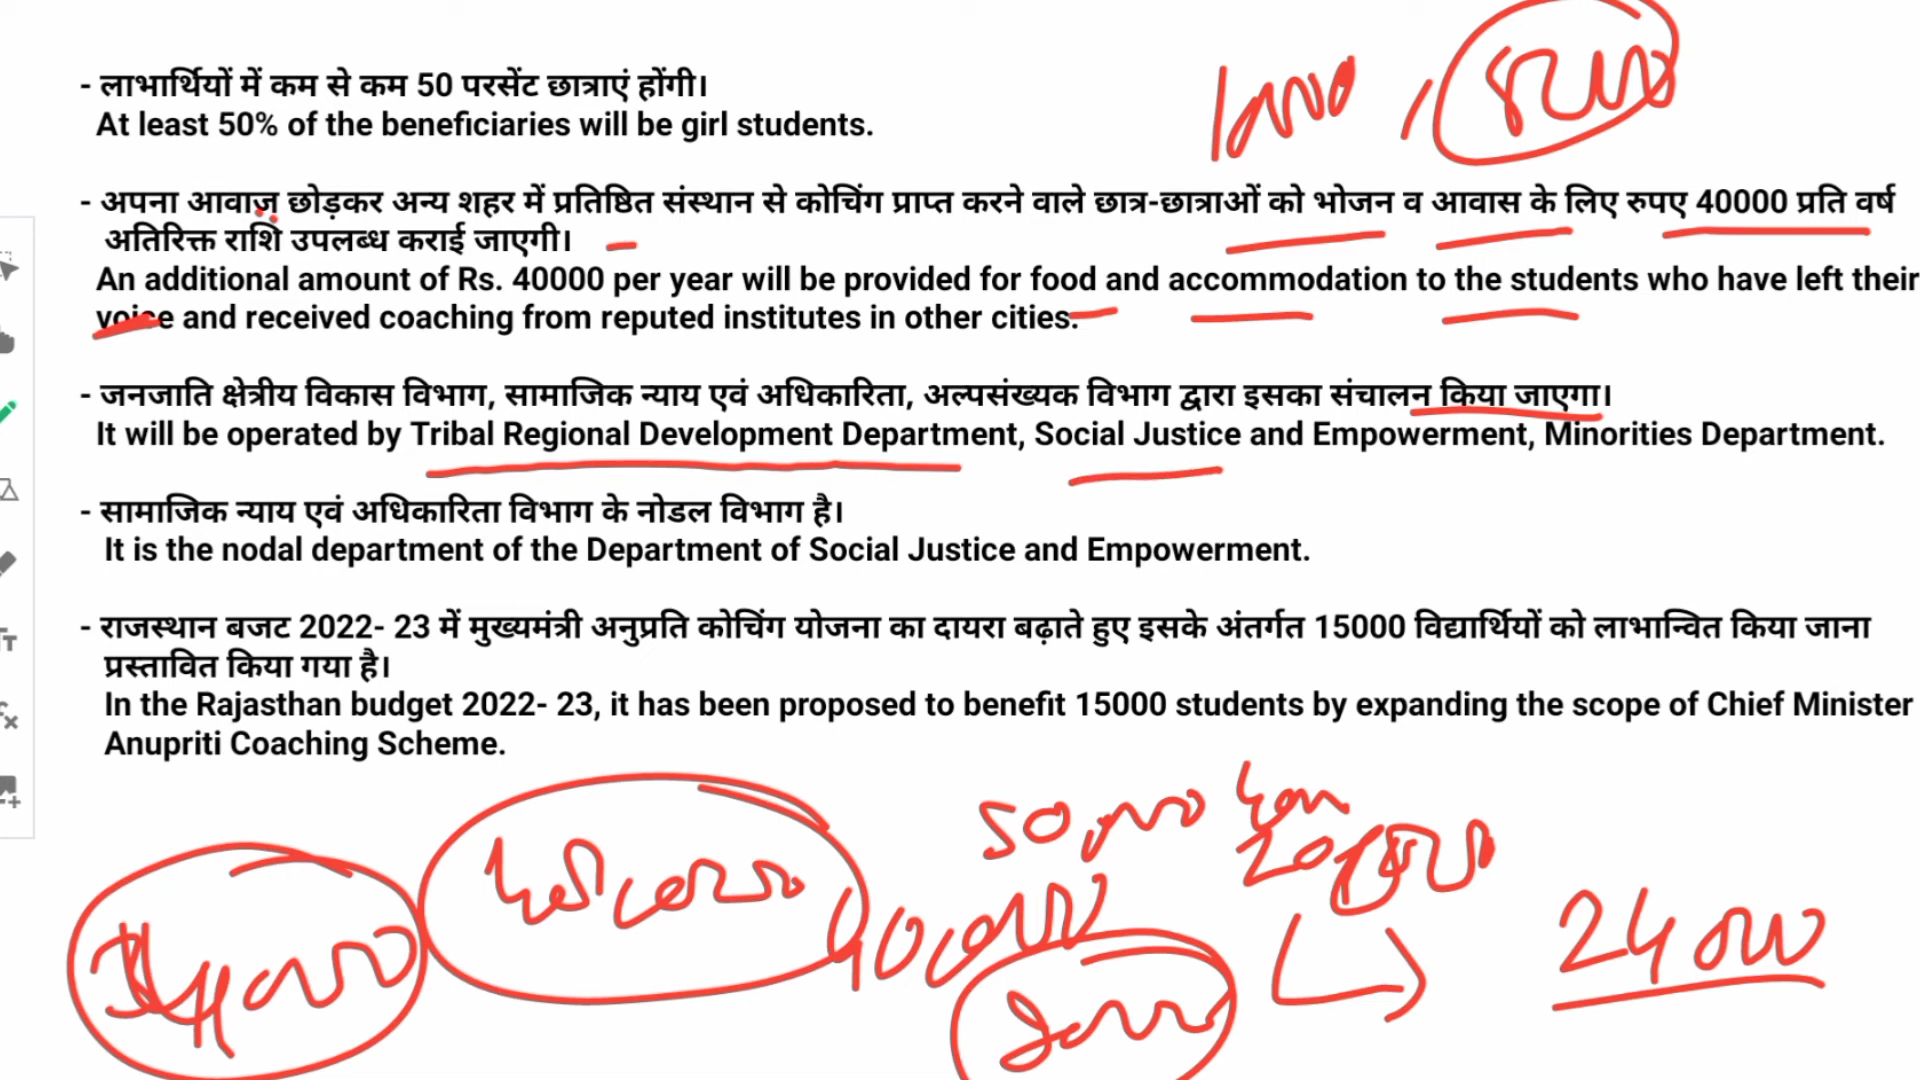 - लाभार्थियों में कम से कम 50 परसेंट छात्राएं होंगी।
At least 50% of the beneficiaries will be girl students.
- अपना आवाज़ छोड़कर अन्य शहर में प्रतिष्ठित संस्थान से कोचिंग प्राप्त करने वाले छात्र-छात्राओं को भोजन व आवास के लिए रुपए 40000 प्रति वर्ष
अतिरिक्त राशि उपलब्ध कराई जाएगी।
An additional amount of Rs. 40000 per year will be provided for food and accommodation to the students who have left their
voice and received coaching from reputed institutes in other cities.
- जनजाति क्षेत्रीय विकास विभाग, सामाजिक न्याय एवं अधिकारिता, अल्पसंख्यक विभाग द्वारा इसका संचालन किया जाएगा।
It will be operated by Tribal Regional Development Department, Social Justice and Empowerment, Minorities Department.
- सामाजिक न्याय एवं अधिकारिता विभाग के नोडल विभाग है।
It is the nodal department of the Department of Social Justice and Empowerment.
- राजस्थान बजट 2022- 23 में मुख्यमंत्री अनुप्रति कोचिंग योजना का दायरा बढ़ाते हुए इसके अंतर्गत 15000 विद्यार्थियों को लाभान्वित किया जाना
प्रस्तावित किया गया है।
In the Rajasthan budget 2022- 23, it has been proposed to benefit 15000 students by expanding the scope of Chief Minister
Anupriti Coaching Scheme.